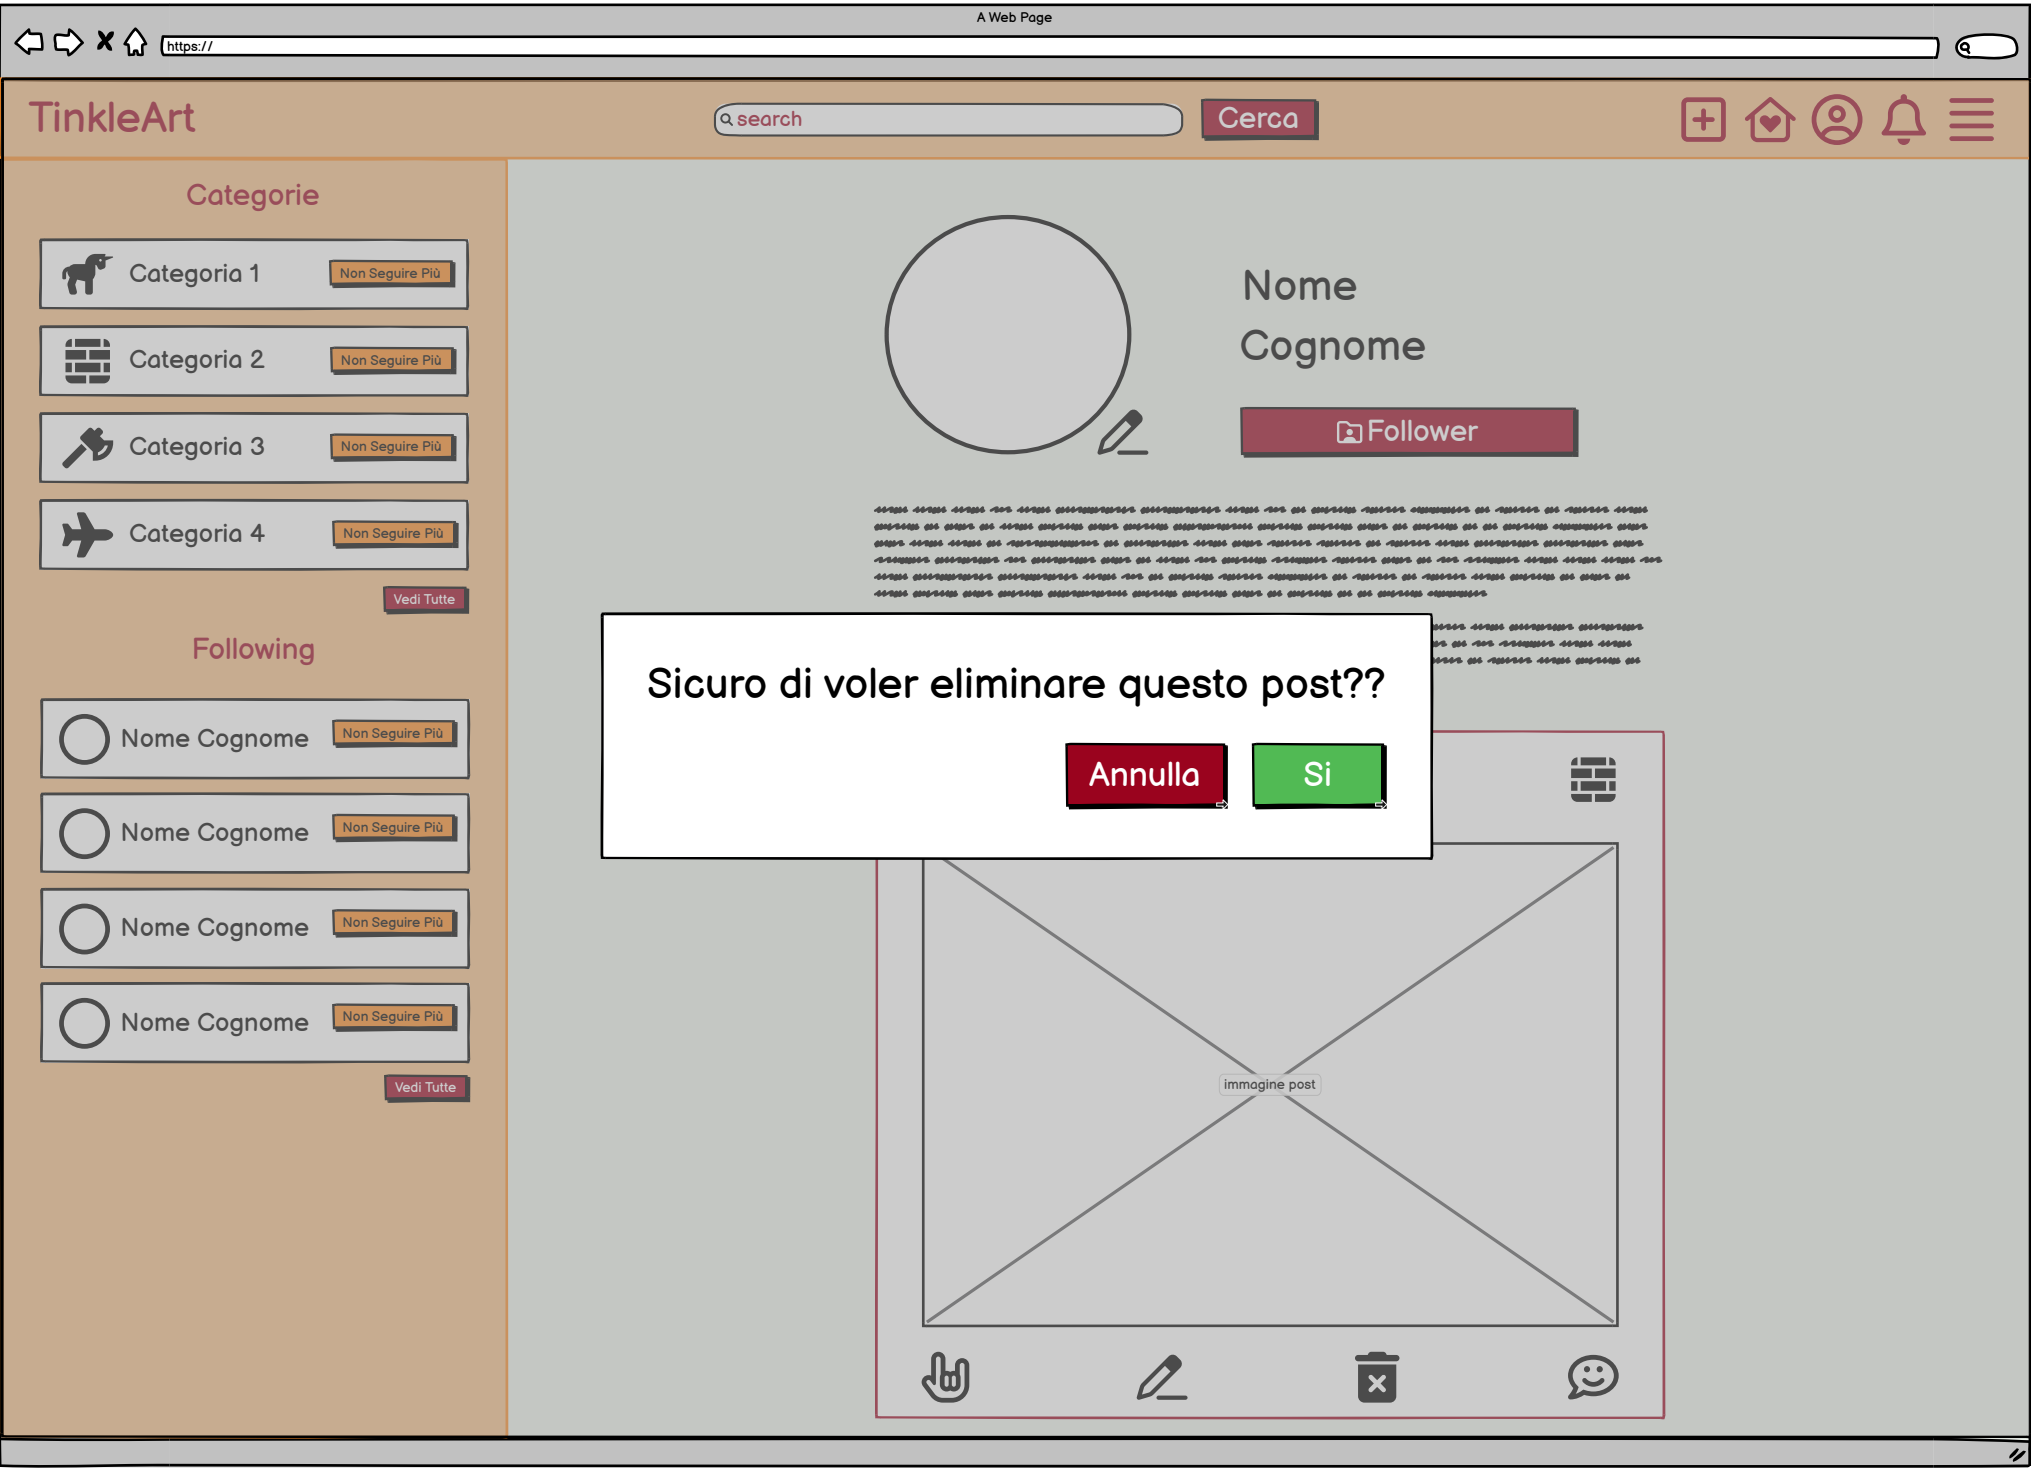 A Web Page
https://
TinkleArt
search
Cerca
Categorie
Categoria 1
Non Seguire Più
Categoria 2
Non Seguire Più
Categoria 3
Non Seguire Più
Categoria 4
Non Seguire Più
Vedi Tutte
Following
Nome Cognome
Non Seguire Più
Nome Cognome
Non Seguire Più
Nome Cognome
Non Seguire Più
Nome Cognome
Non Seguire Più
Vedi Tutte
Nome
Cognome
Follower
Sicuro di voler eliminare questo post??
Annulla
Si
immagine post